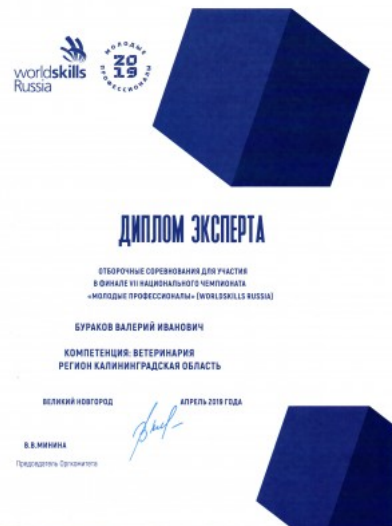 worldskills
Russia
МОЛОДЫЕ
2019
ПРОФЕССИОНАЛЫ
ДИПЛОМ ЭКСПЕРТА
ОТБОРОЧНЫЕ СОРЕВНОВАНИЯ ДЛЯ УЧАСТИЯ
В ФИНАЛЕ VII НАЦИОНАЛЬНОГО ЧЕМПИОНАТА
«МОЛОДЫЕ ПРОФЕССИОНАЛЫ» (WORLDSKILLS RUSSIA)
БУРАКОВ ВАЛЕРИЙ ИВАНОВИЧ
КОМПЕТЕНЦИЯ: ВЕТЕРИНАРИЯ
РЕГИОН КАЛИНИНГРАДСКАЯ ОБЛАСТЬ
ВЕЛИКИЙ НОВГОРОД АПРЕЛЬ 2019 ГОДА
В.В.МИНИНА
Председатель Оргкомитета